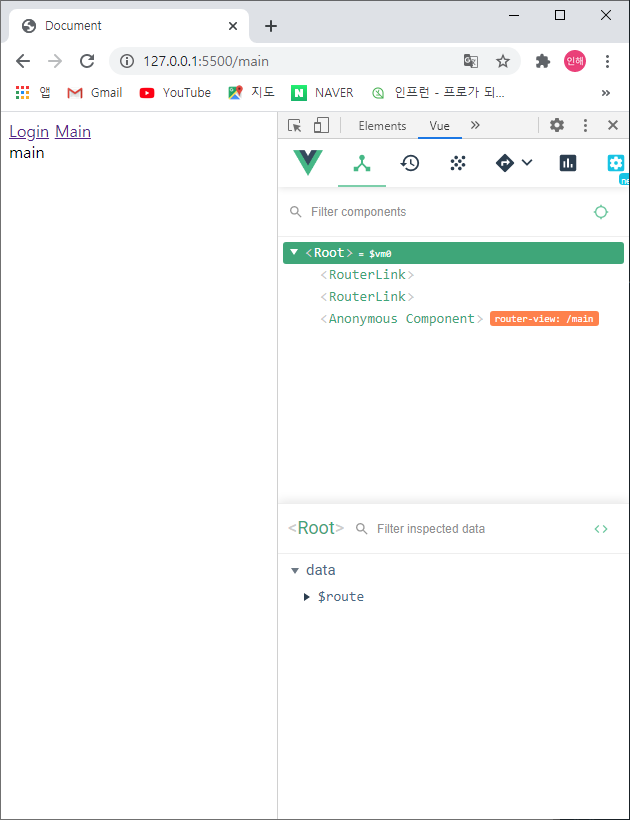 Document
127.0.0.1:5500/main
인해
앱 Gmail YouTube 지도 NAVER 인프런 - 프로가 되... »
Login Main
main
Elements Vue »
Filter components
<Root> = $vm0
<RouterLink>
<RouterLink>
<Anonymous Component> router-view: /main
<Root> Filter inspected data
data
$route